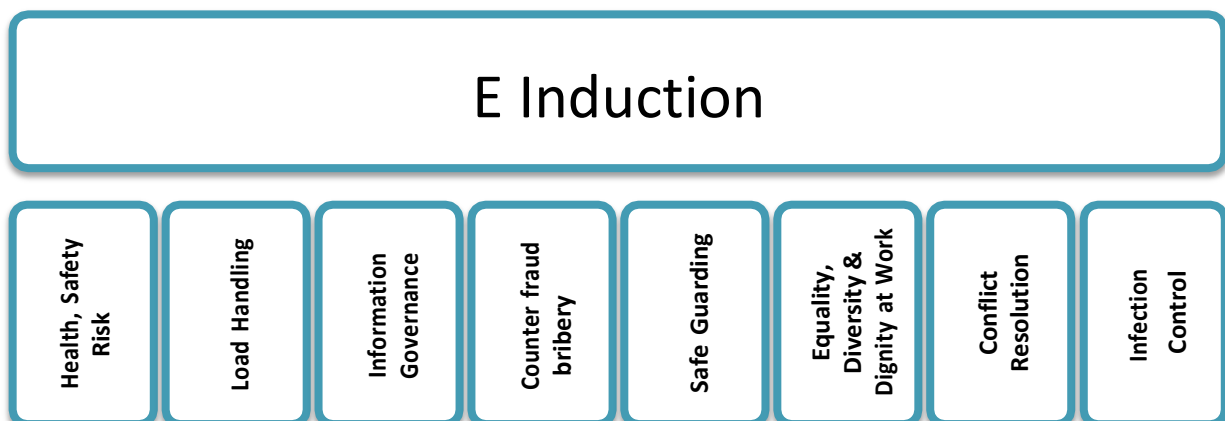 E Induction
Health, Safety
Risk
Load Handling
Information
Governance
Counter fraud
bribery
Safe Guarding
Equality,
Diversity &
Dignity at Work
Conflict
Resolution
Infection
Control